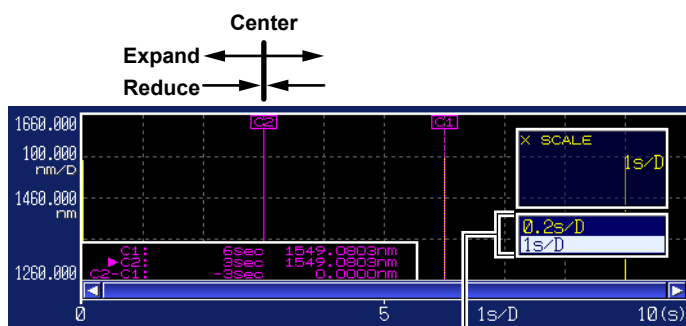 Center
Expand
Reduce
1660.000
C2
C1
100.000
nm/D
X SCALE
1s/D
1460.000
nm
0.2s/D
1s/D
C1: 6Sec 1549.0803nm
▶C2: 3Sec 1549.0803nm
C2-C1: -3Sec 0.0000nm
1260.000
0 5 1s/D 10(s)